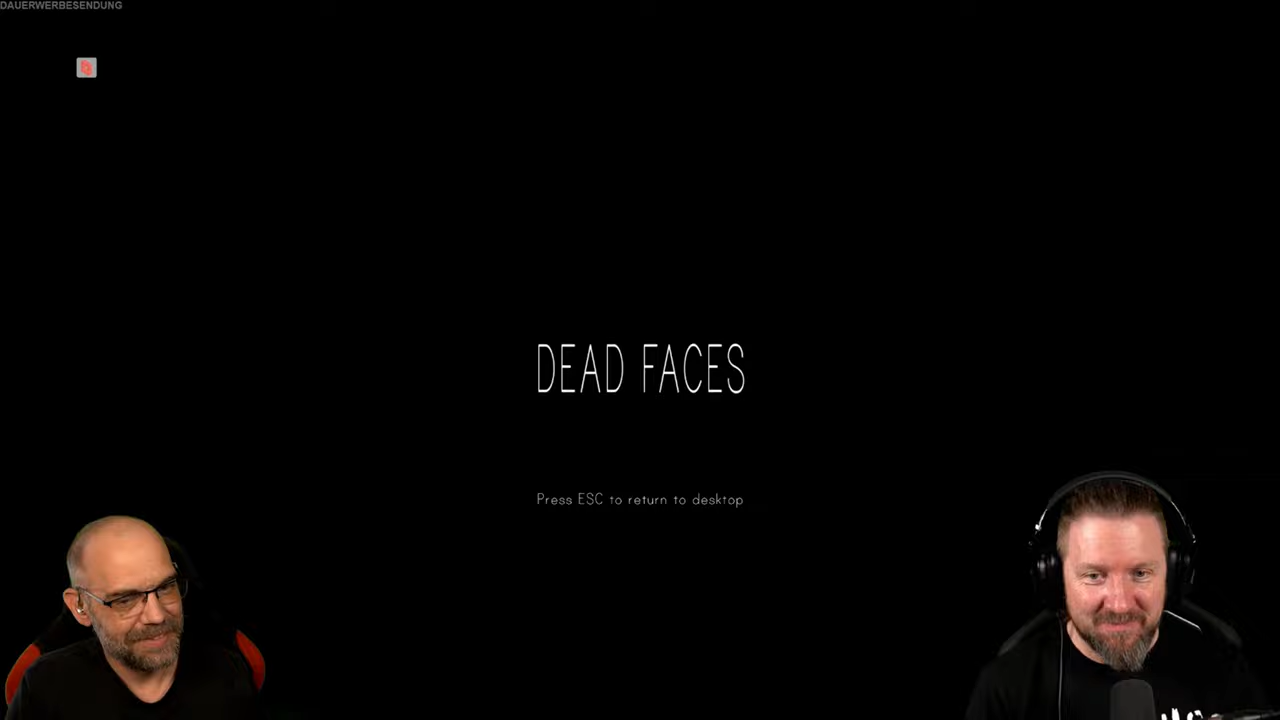 DAUERWERBESENDUNG
DEAD FACES
Press ESC to return to desktop